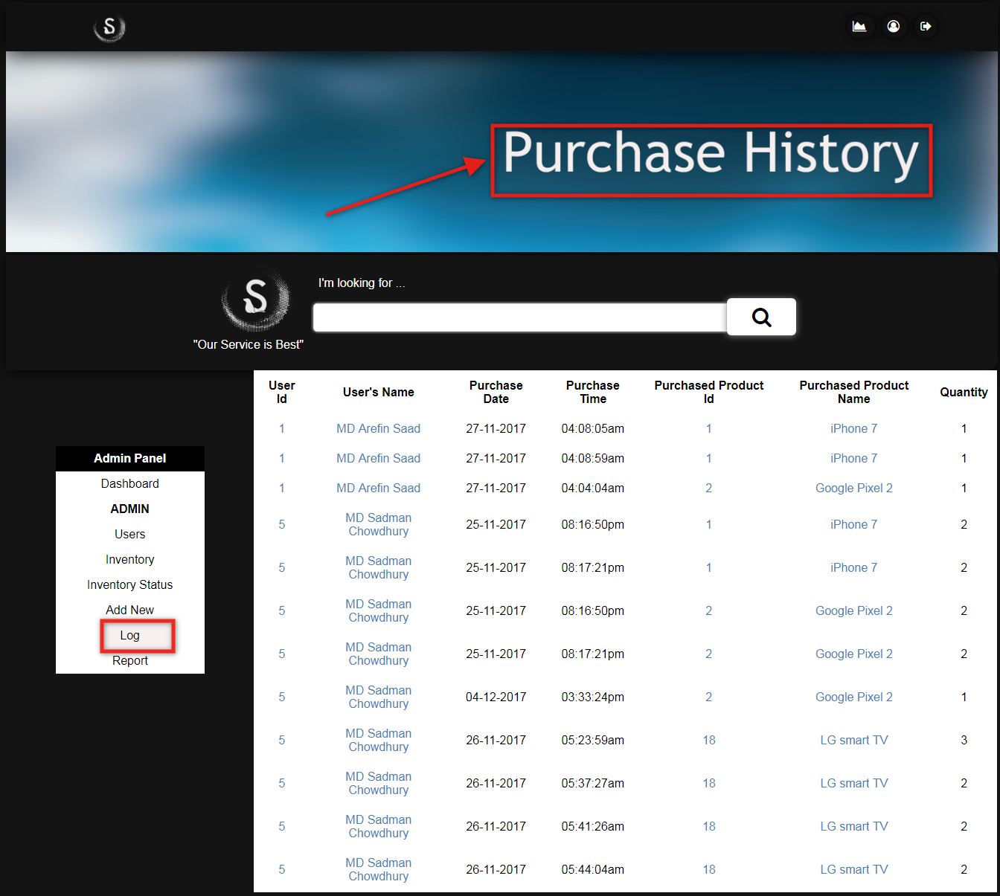 S
Purchase History
S
I'm looking for ...
"Our Service is Best"
User Id User's Name Purchase Date Purchase Time Purchased Product Id Purchased Product Name Quantity
1 MD Arefin Saad 27-11-2017 04:08:05am 1 iPhone 7 1
1 MD Arefin Saad 27-11-2017 04:08:59am 1 iPhone 7 1
1 MD Arefin Saad 27-11-2017 04:04:04am 2 Google Pixel 2 1
5 MD Sadman Chowdhury 25-11-2017 08:16:50pm 1 iPhone 7 2
5 MD Sadman Chowdhury 25-11-2017 08:17:21pm 1 iPhone 7 2
5 MD Sadman Chowdhury 25-11-2017 08:16:50pm 2 Google Pixel 2 2
5 MD Sadman Chowdhury 25-11-2017 08:17:21pm 2 Google Pixel 2 2
5 MD Sadman Chowdhury 04-12-2017 03:33:24pm 2 Google Pixel 2 1
5 MD Sadman Chowdhury 26-11-2017 05:23:59am 18 LG smart TV 3
5 MD Sadman Chowdhury 26-11-2017 05:37:27am 18 LG smart TV 2
5 MD Sadman Chowdhury 26-11-2017 05:41:26am 18 LG smart TV 2
5 MD Sadman Chowdhury 26-11-2017 05:44:04am 18 LG smart TV 2
Admin Panel
Dashboard
ADMIN
Users
Inventory
Inventory Status
Add New
Log
Report